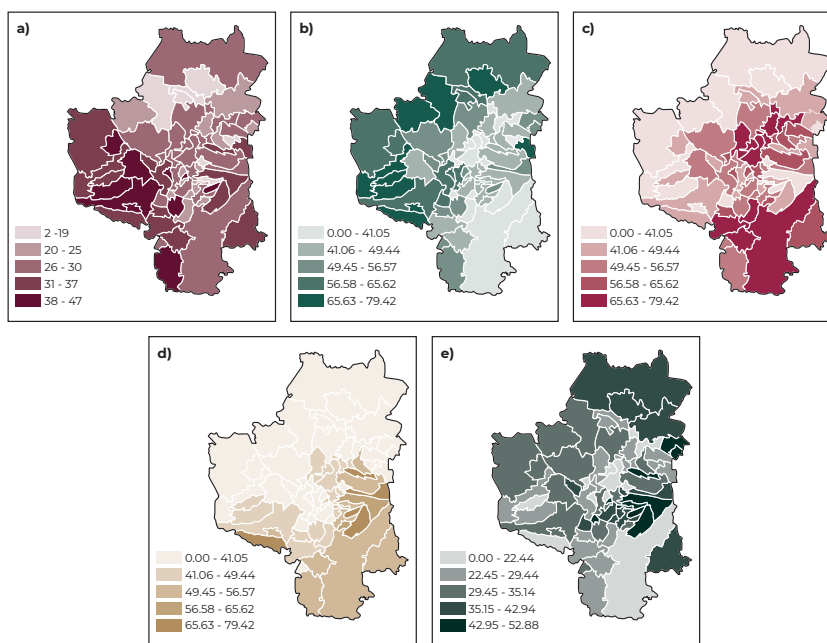 a)
2 -19
20 - 25
26 - 30
31 - 37
38 - 47
b)
0.00 - 41.05
41.06 - 49.44
49.45 - 56.57
56.58 - 65.62
65.63- 79.42
c)
0.00 - 41.05
41.06 - 49.44
49.45 - 56.57
56.58 - 65.62
65.63- 79.42
d)
0.00 - 41.05
41.06 - 49.44
49.45 - 56.57
56.58 - 65.62
65.63- 79.42
e)
0.00 - 22.44
22.45 - 29.44
29.45 - 35.14
35.15 - 42.94
42.95 - 52.88